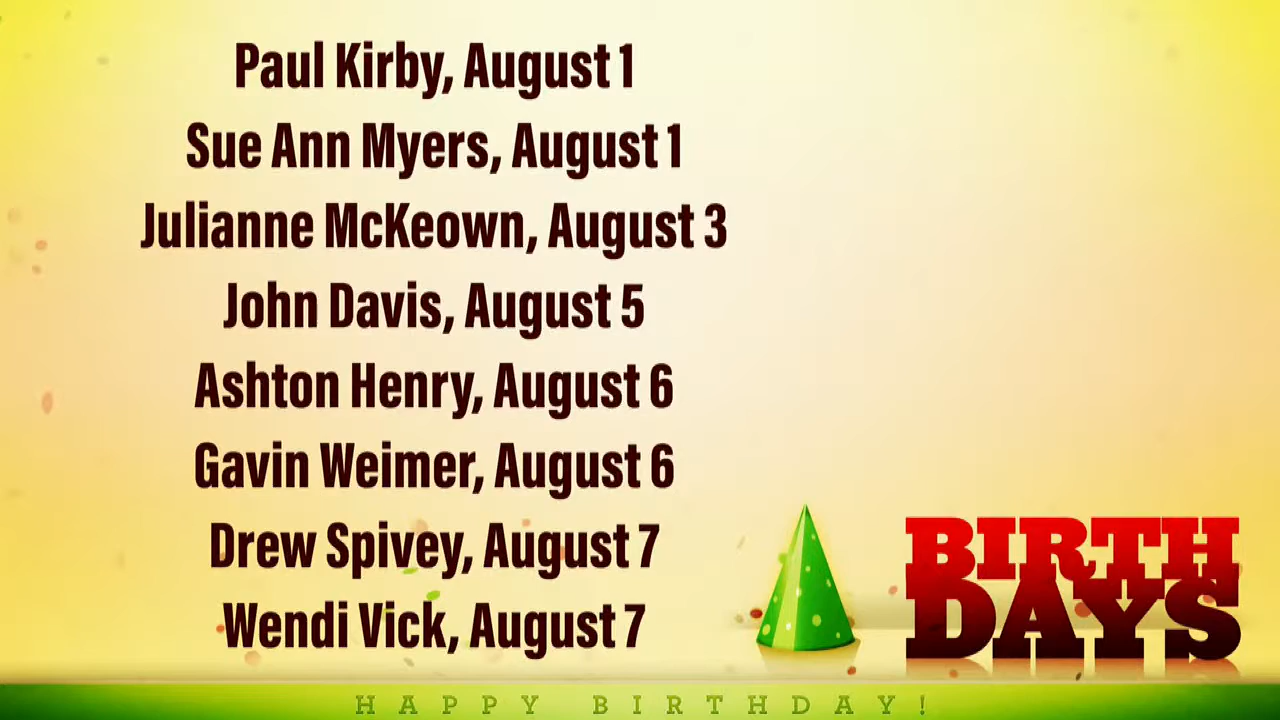 Paul Kirby, August 1
Sue Ann Myers, August 1
Julianne McKeown, August 3
John Davis, August 5
Ashton Henry, August 6
Gavin Weimer, August 6
Drew Spivey, August 7
Wendi Vick, August 7
BIRTH
DAYS
HAPPY BIRTHDAY!